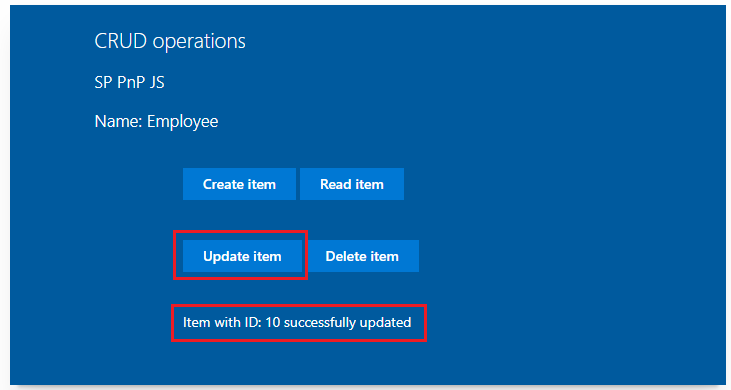 CRUD operations
SP PnP JS
Name: Employee
Create item Read item
Update item Delete item
Item with ID: 10 successfully updated